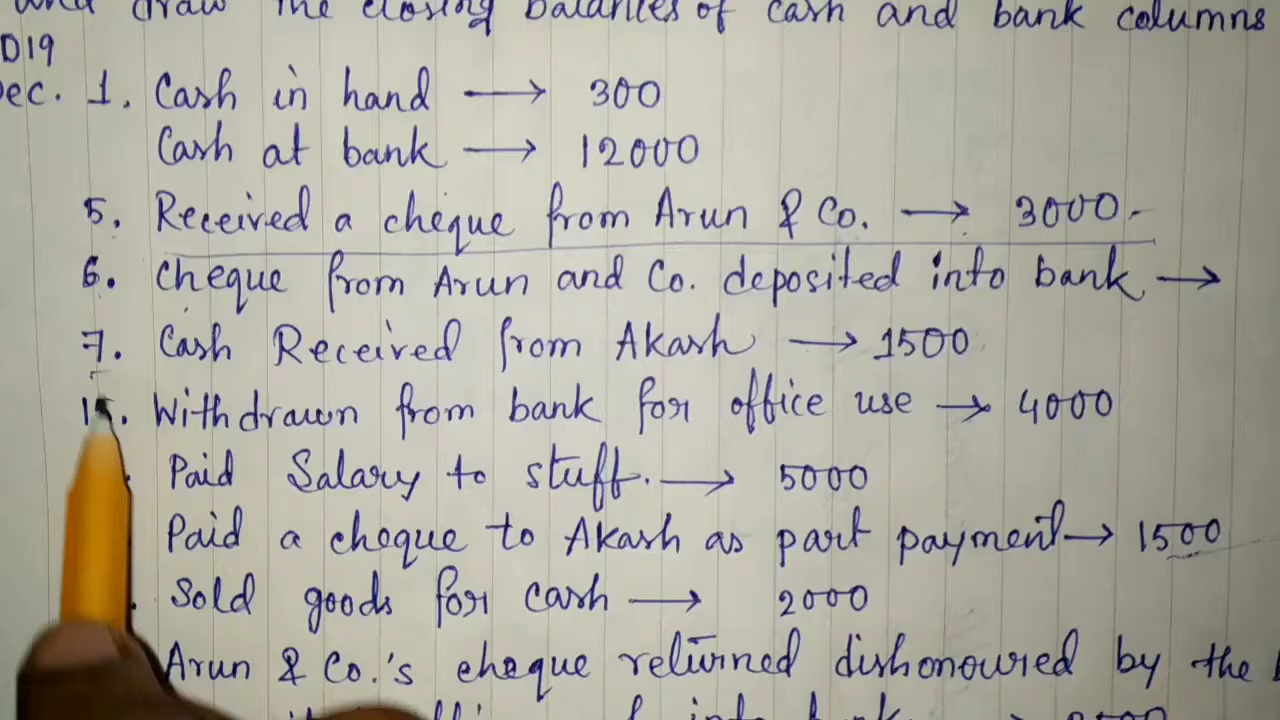 and draw the closing balances of cash and bank columns
D19
Dec. 1. Cash in hand → 300
Cash at bank → 12000
5. Received a cheque from Arun & Co. → 3000.-
6. Cheque from Arun and Co. deposited into bank →
7. Cash Received from Akash → 1500
Withdrawn from bank for office use → 4000
Paid Salary to stuff. → 5000
Paid a cheque to Akash as part payment → 1500
Sold goods for cash → 2000
Arun & Co.'s cheque returned dishonoured by the
into bank